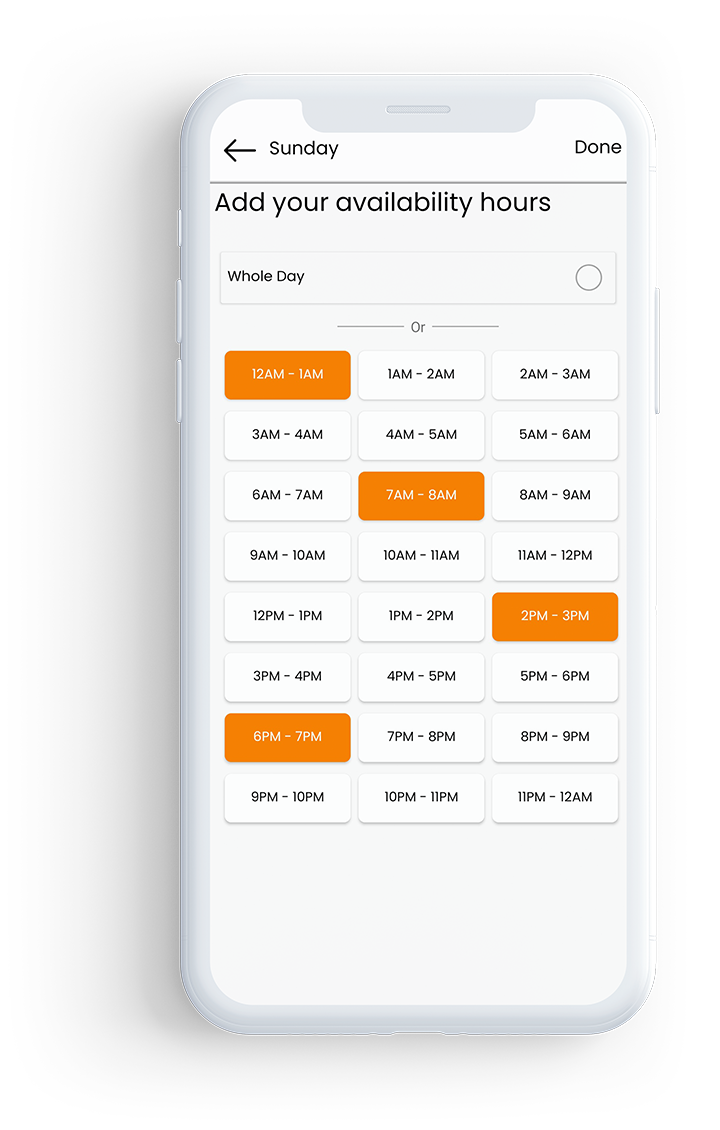 Sunday Done
Add your availability hours
Whole Day
Or
12AM - 1AM 1AM - 2AM 2AM - 3AM
3AM - 4AM 4AM - 5AM 5AM - 6AM
6AM - 7AM 7AM - 8AM 8AM - 9AM
9AM - 10AM 10AM - 11AM 11AM - 12PM
12PM - 1PM 1PM - 2PM 2PM - 3PM
3PM - 4PM 4PM - 5PM 5PM - 6PM
6PM - 7PM 7PM - 8PM 8PM - 9PM
9PM - 10PM 10PM - 11PM 11PM - 12AM